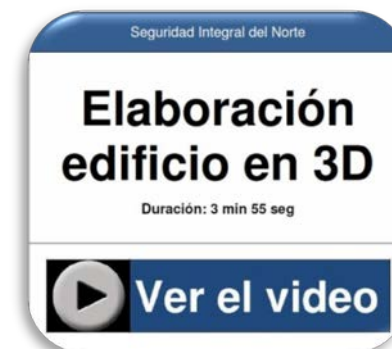 Seguridad Integral del Norte
Elaboración
edificio en 3D
Duración: 3 min 55 seg
Ver el video